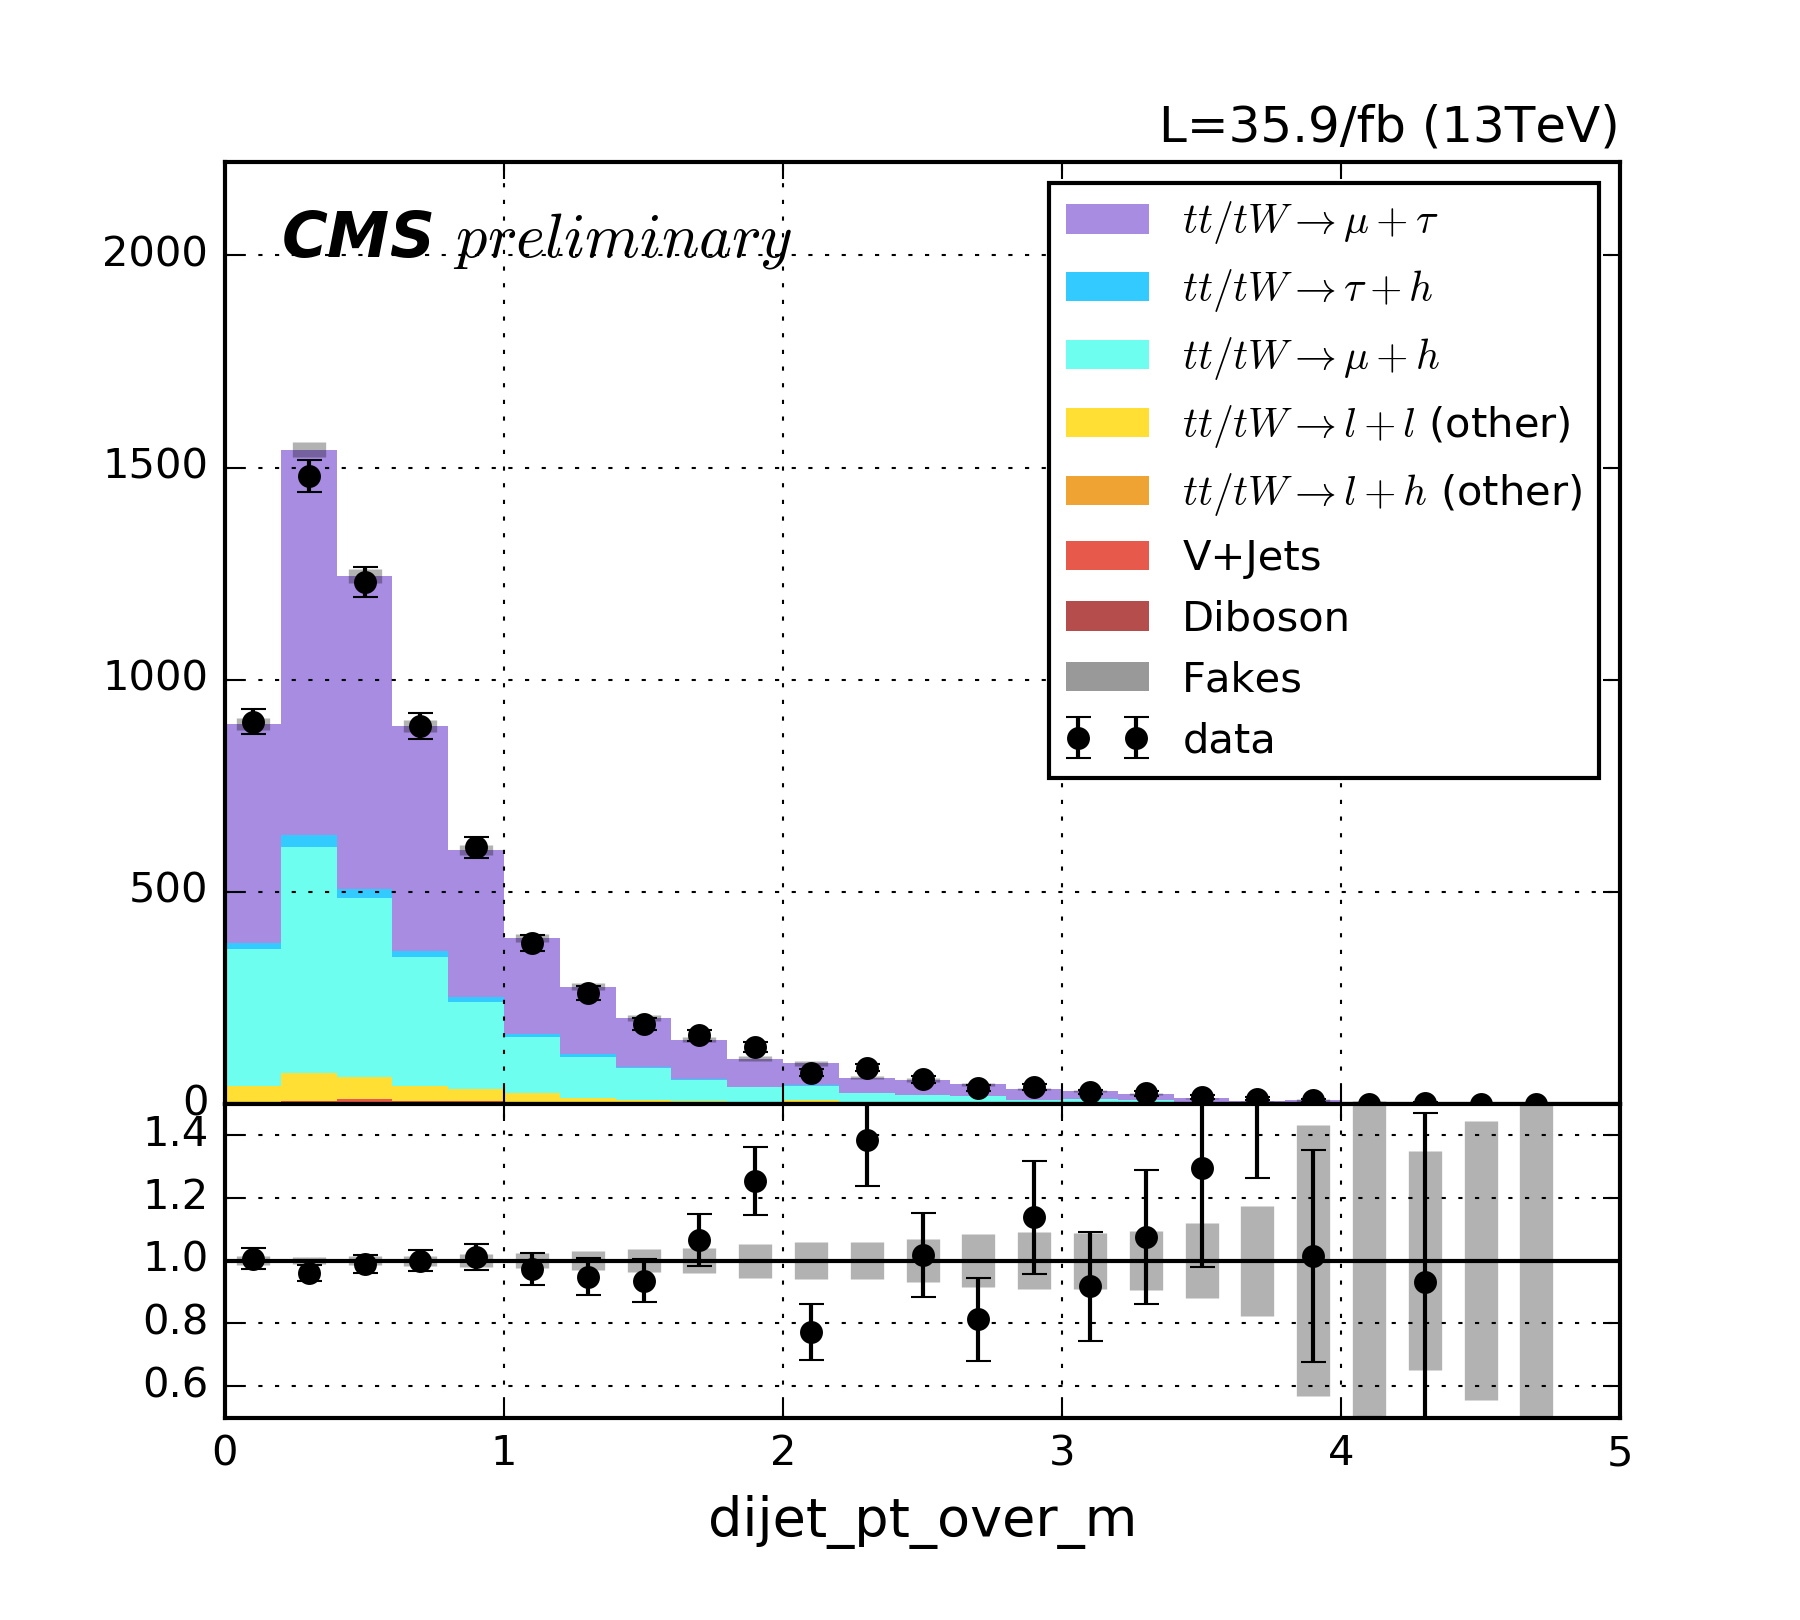 L=35.9/fb (13TeV)
CMS preliminary
2000
1500
1000
500
0
tt/tW→μ+τ
tt/tW→τ+h
tt/tW→μ+h
tt/tW→l+l (other)
tt/tW→l+h (other)
V+Jets
Diboson
Fakes
data
1.4
1.2
1.0
0.8
0.6
0 1 2 3 4 5
dijet_pt_over_m